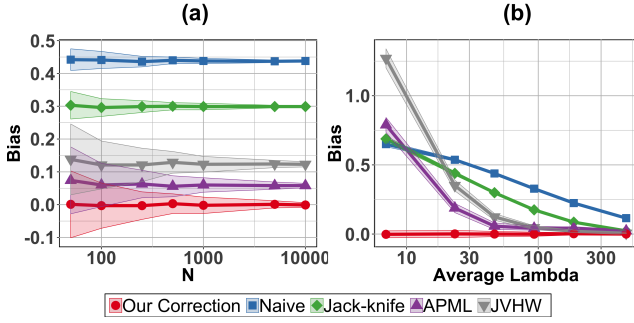 (a)
(b)
Bias
0.5
0.4
0.3
0.2
0.1
0.0
-0.1
100
1000
10000
N
Bias
1.0
0.5
0.0
10
30
100
300
Average Lambda
Our Correction Naive Jack-knife APML JVHW